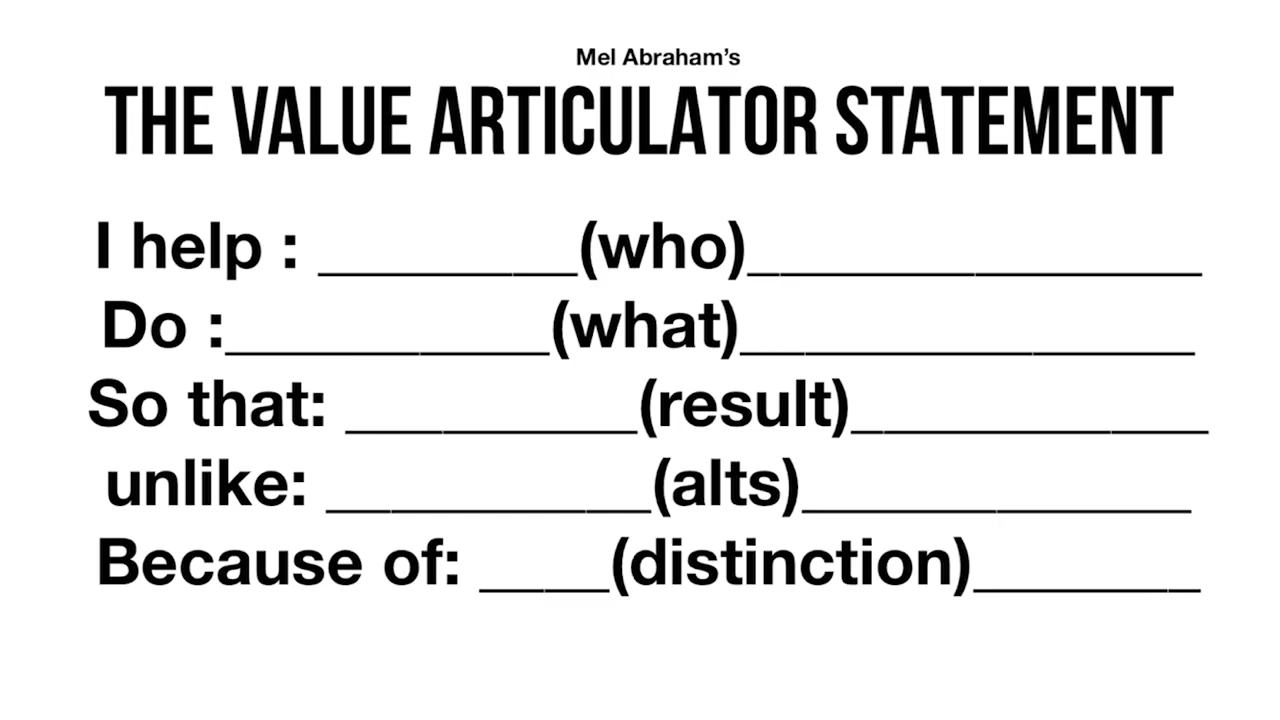 Mel Abraham’s
THE VALUE ARTICULATOR STATEMENT
I help : ________(who)______________
Do :__________(what)______________
So that: _________(result)___________
unlike: __________(alts)____________
Because of: ____(distinction)_______